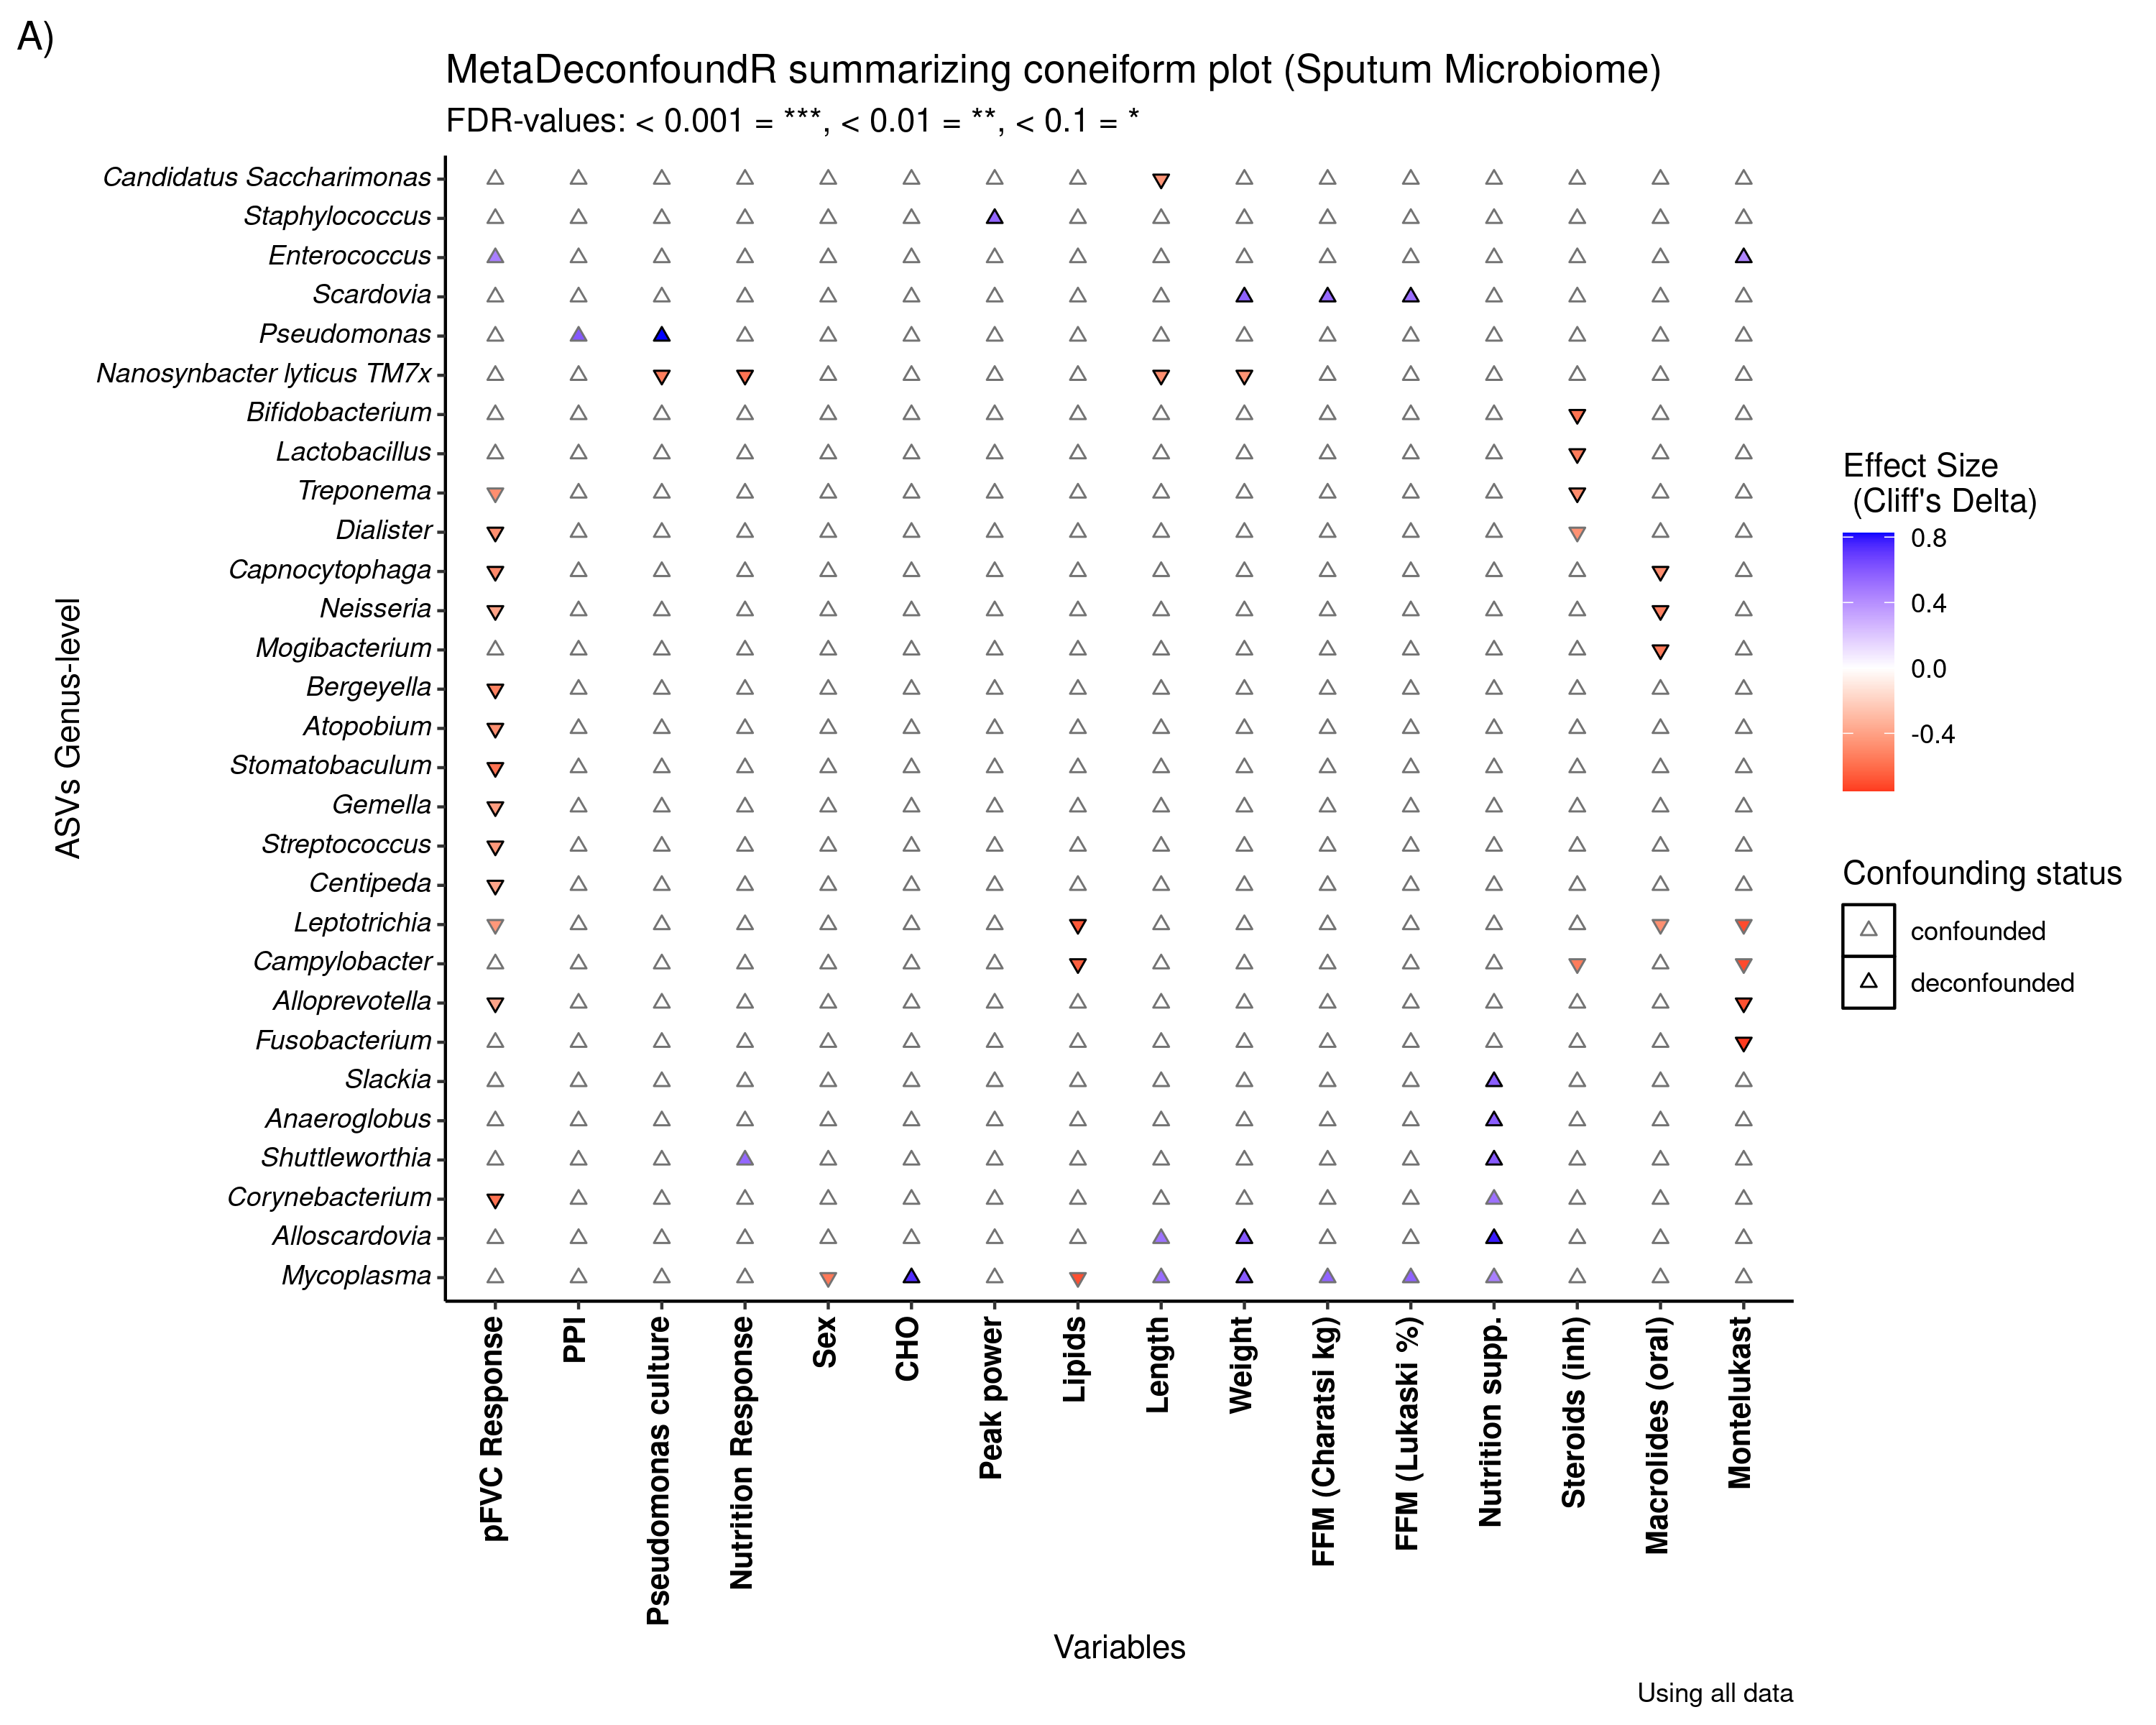 A)
MetaDeconfoundR summarizing coneiform plot (Sputum Microbiome)
FDR-values: < 0.001 = ***, < 0.01 = **, < 0.1 = *
ASVs Genus-level
Candidatus Saccharimonas
Staphylococcus
Enterococcus
Scardovia
Pseudomonas
Nanosynbacter lyticus TM7x
Bifidobacterium
Lactobacillus
Treponema
Dialister
Capnocytophaga
Neisseria
Mogibacterium
Bergeyella
Atopobium
Stomatobaculum
Gemella
Streptococcus
Centipeda
Leptotrichia
Campylobacter
Alloprevotella
Fusobacterium
Slackia
Anaeroglobus
Shuttleworthia
Corynebacterium
Alloscardovia
Mycoplasma
pFVC Response
PPI
Pseudomonas culture
Nutrition Response
Sex
CHO
Peak power
Lipids
Length
Weight
FFM (Charatsi kg)
FFM (Lukaski %)
Nutrition supp.
Steroids (inh)
Macrolides (oral)
Montelukast
Variables
Effect Size
(Cliff's Delta)
0.8
0.4
0.0
-0.4
Confounding status
confounded
deconfounded
Using all data